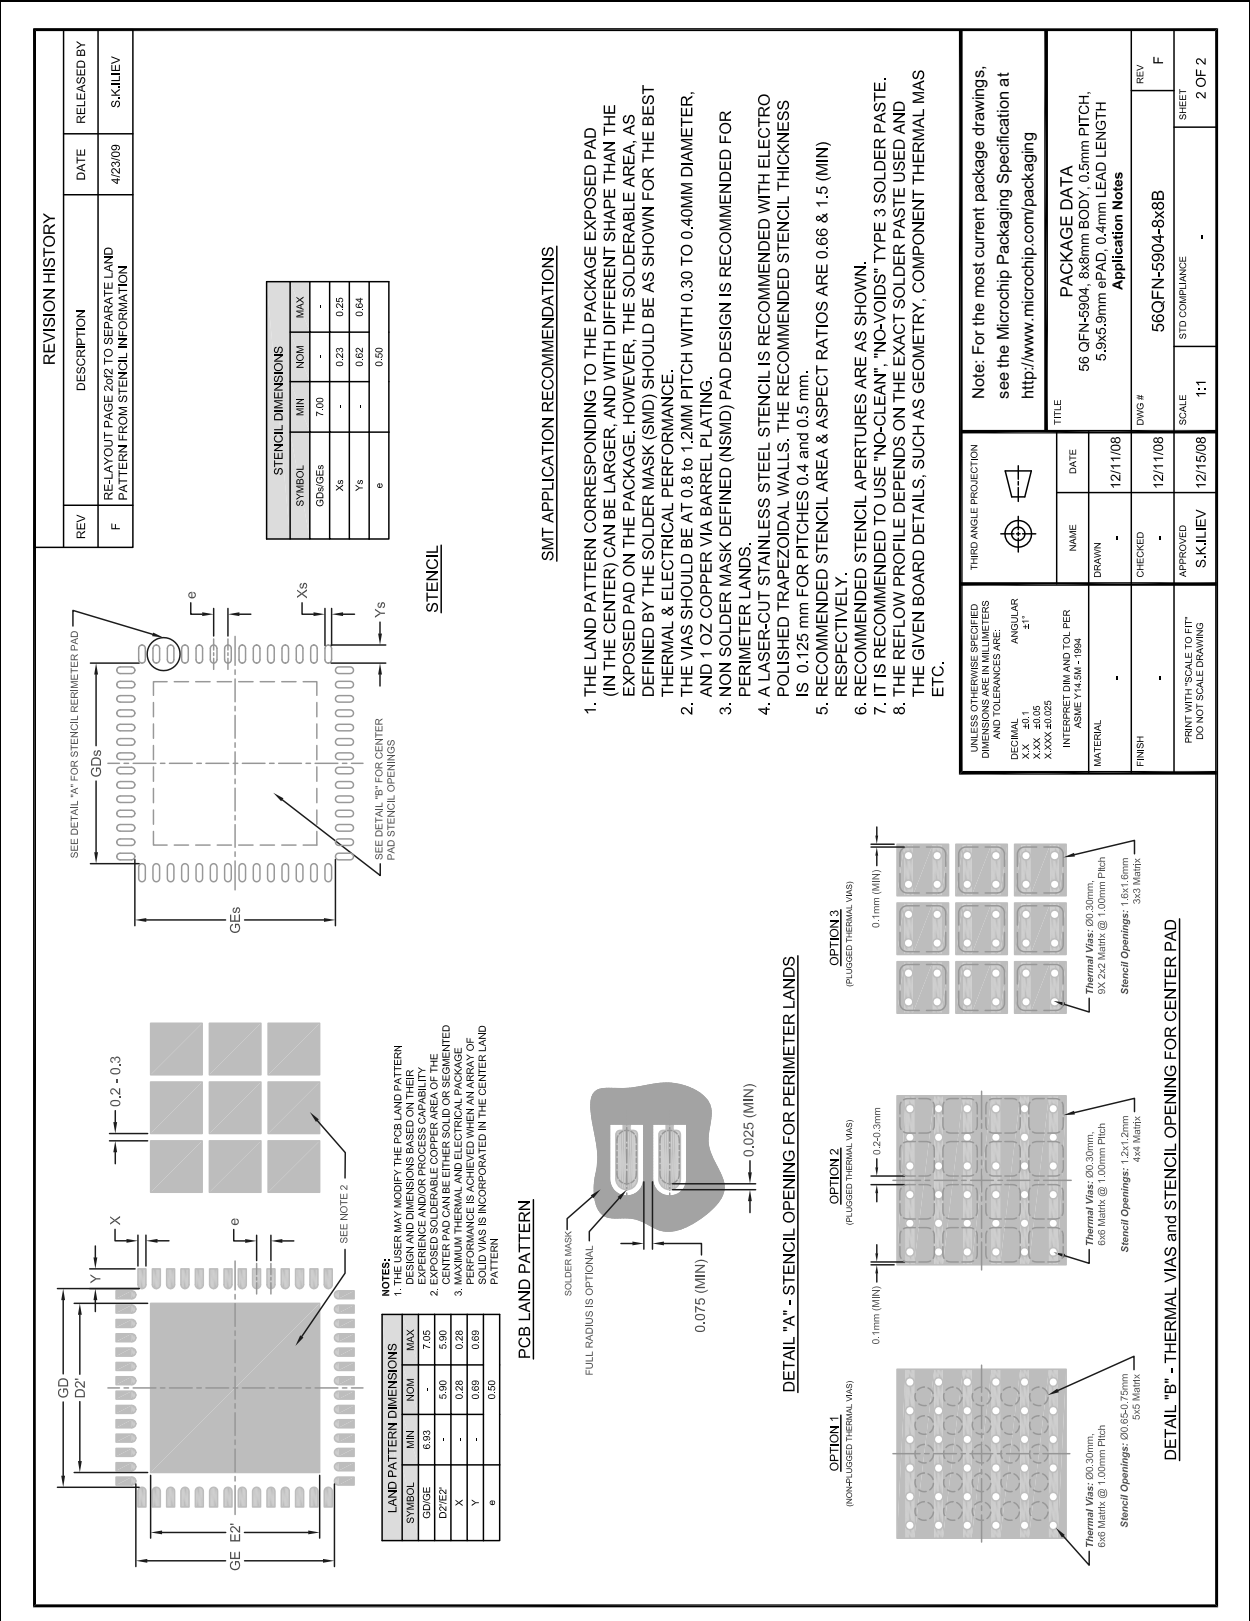 REVISION HISTORY
REV DESCRIPTION DATE RELEASED BY
F RE-LAYOUT PAGE 2of2 TO SEPARATE LAND PATTERN FROM STENCIL INFORMATION 4/23/09 S.K.ILIEV
GD
D2'
GE
E2'
Y
X
e
0.2 - 0.3
SEE NOTE 2
LAND PATTERN DIMENSIONS
SYMBOL MIN NOM MAX
GD/GE 6.93 - 7.05
D2'/E2' - 5.90 5.90
X - 0.28 0.28
Y - 0.69 0.69
e 0.50
NOTES:
1. THE USER MAY MODIFY THE PCB LAND PATTERN
DESIGN AND DIMENSIONS BASED ON THEIR
EXPERIENCE AND/OR PROCESS CAPABILITY
2. EXPOSED SOLDERABLE COPPER AREA OF THE
CENTER PAD CAN BE EITHER SOLID OR SEGMENTED
3. MAXIMUM THERMAL AND ELECTRICAL PACKAGE
PERFORMANCE IS ACHIEVED WHEN AN ARRAY OF
SOLID VIAS IS INCORPORATED IN THE CENTER LAND
PATTERN
PCB LAND PATTERN
SEE DETAIL "A" FOR STENCIL RERIMETER PAD
GDs
GEs
e
Xs
Ys
SEE DETAIL "B" FOR CENTER
PAD STENCIL OPENINGS
STENCIL DIMENSIONS
SYMBOL MIN NOM MAX
GDs/GEs 7.00 - -
Xs - 0.23 0.25
Ys - 0.62 0.64
e 0.50
STENCIL
SOLDER MASK
FULL RADIUS IS OPTIONAL
0.075 (MIN)
0.025 (MIN)
DETAIL "A" - STENCIL OPENING FOR PERIMETER LANDS
SMT APPLICATION RECOMMENDATIONS
1. THE LAND PATTERN CORRESPONDING TO THE PACKAGE EXPOSED PAD
(IN THE CENTER) CAN BE LARGER, AND WITH DIFFERENT SHAPE THAN THE
EXPOSED PAD ON THE PACKAGE. HOWEVER, THE SOLDERABLE AREA, AS
DEFINED BY THE SOLDER MASK (SMD) SHOULD BE AS SHOWN FOR THE BEST
THERMAL & ELECTRICAL PERFORMANCE.
2. THE VIAS SHOULD BE AT 0.8 to 1.2MM PITCH WITH 0.30 TO 0.40MM DIAMETER,
AND 1 OZ COPPER VIA BARREL PLATING.
3. NON SOLDER MASK DEFINED (NSMD) PAD DESIGN IS RECOMMENDED FOR
PERIMETER LANDS.
4. A LASER-CUT STAINLESS STEEL STENCIL IS RECOMMENDED WITH ELECTRO
POLISHED TRAPEZOIDAL WALLS. THE RECOMMENDED STENCIL THICKNESS
IS 0.125 mm FOR PITCHES 0.4 and 0.5 mm.
5. RECOMMENDED STENCIL AREA & ASPECT RATIOS ARE 0.66 & 1.5 (MIN)
RESPECTIVELY.
6. RECOMMENDED STENCIL APERTURES ARE AS SHOWN.
7. IT IS RECOMMENDED TO USE "NO-CLEAN", "NO-VOIDS" TYPE 3 SOLDER PASTE.
8. THE REFLOW PROFILE DEPENDS ON THE EXACT SOLDER PASTE USED AND
THE GIVEN BOARD DETAILS, SUCH AS GEOMETRY, COMPONENT THERMAL MAS
ETC.
OPTION 1
(NON-PLUGGED THERMAL VIAS)
Thermal Vias: Ø0.30mm,
6x6 Matrix @ 1.00mm Pitch
Stencil Openings: Ø0.65-0.75mm
5x5 Matrix
OPTION 2
(PLUGGED THERMAL VIAS)
0.1mm (MIN)
0.2-0.3mm
Thermal Vias: Ø0.30mm,
6x6 Matrix @ 1.00mm Pitch
Stencil Openings: 1.2x1.2mm
4x4 Matrix
OPTION 3
(PLUGGED THERMAL VIAS)
0.1mm (MIN)
Thermal Vias: Ø0.30mm,
9X 2x2 Matrix @ 1.00mm Pitch
Stencil Openings: 1.6x1.6mm
3x3 Matrix
DETAIL "B" - THERMAL VIAS and STENCIL OPENING FOR CENTER PAD
UNLESS OTHERWISE SPECIFIED
DIMENSIONS ARE IN MILLIMETERS
AND TOLERANCES ARE:
DECIMAL ANGULAR
X.X ±0.1 ±1°
X.XX ±0.05
X.XXX ±0.025
INTERPRET DIM AND TOL PER
ASME Y14.5M - 1994
MATERIAL
-
FINISH
-
PRINT WITH "SCALE TO FIT"
DO NOT SCALE DRAWING
THIRD ANGLE PROJECTION
NAME DATE
DRAWN
- 12/11/08
CHECKED
- 12/11/08
APPROVED
S.K.ILIEV 12/15/08
Note: For the most current package drawings,
see the Microchip Packaging Specification at
http://www.microchip.com/packaging
TITLE
PACKAGE DATA
56 QFN-5904, 8x8mm BODY, 0.5mm PITCH,
5.9x5.9mm ePAD, 0.4mm LEAD LENGTH
Application Notes
DWG #
56QFN-5904-8x8B
REV
F
SCALE
1:1
STD COMPLIANCE
-
SHEET
2 OF 2